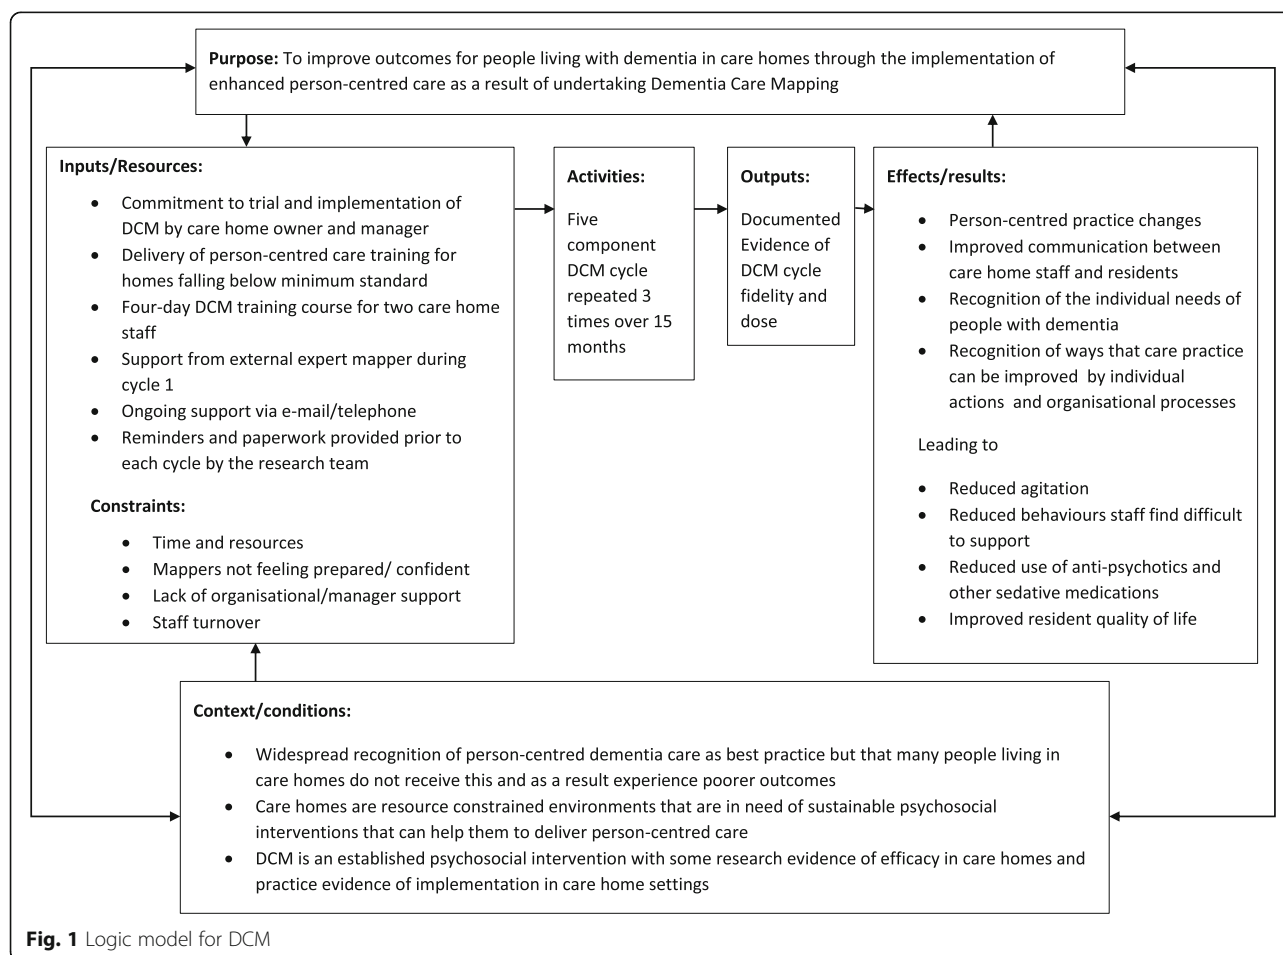 Purpose: To improve outcomes for people living with dementia in care homes through the implementation of
enhanced person-centred care as a result of undertaking Dementia Care Mapping
Inputs/Resources:
• Commitment to trial and implementation of
DCM by care home owner and manager
• Delivery of person-centred care training for
homes falling below minimum standard
• Four-day DCM training course for two care home
staff
• Support from external expert mapper during
cycle 1
• Ongoing support via e-mail/telephone
• Reminders and paperwork provided prior to
each cycle by the research team
Constraints:
• Time and resources
• Mappers not feeling prepared/ confident
• Lack of organisational/manager support
• Staff turnover
Activities:
Five
component
DCM cycle
repeated 3
times over 15
months
Outputs:
Documented
Evidence of
DCM cycle
fidelity and
dose
Effects/results:
• Person-centred practice changes
• Improved communication between
care home staff and residents
• Recognition of the individual needs of
people with dementia
• Recognition of ways that care practice
can be improved by individual
actions and organisational processes
Leading to
• Reduced agitation
• Reduced behaviours staff find difficult
to support
• Reduced use of anti-psychotics and
other sedative medications
• Improved resident quality of life
Context/conditions:
• Widespread recognition of person-centred dementia care as best practice but that many people living in
care homes do not receive this and as a result experience poorer outcomes
• Care homes are resource constrained environments that are in need of sustainable psychosocial
interventions that can help them to deliver person-centred care
• DCM is an established psychosocial intervention with some research evidence of efficacy in care homes and
practice evidence of implementation in care home settings
Fig. 1 Logic model for DCM